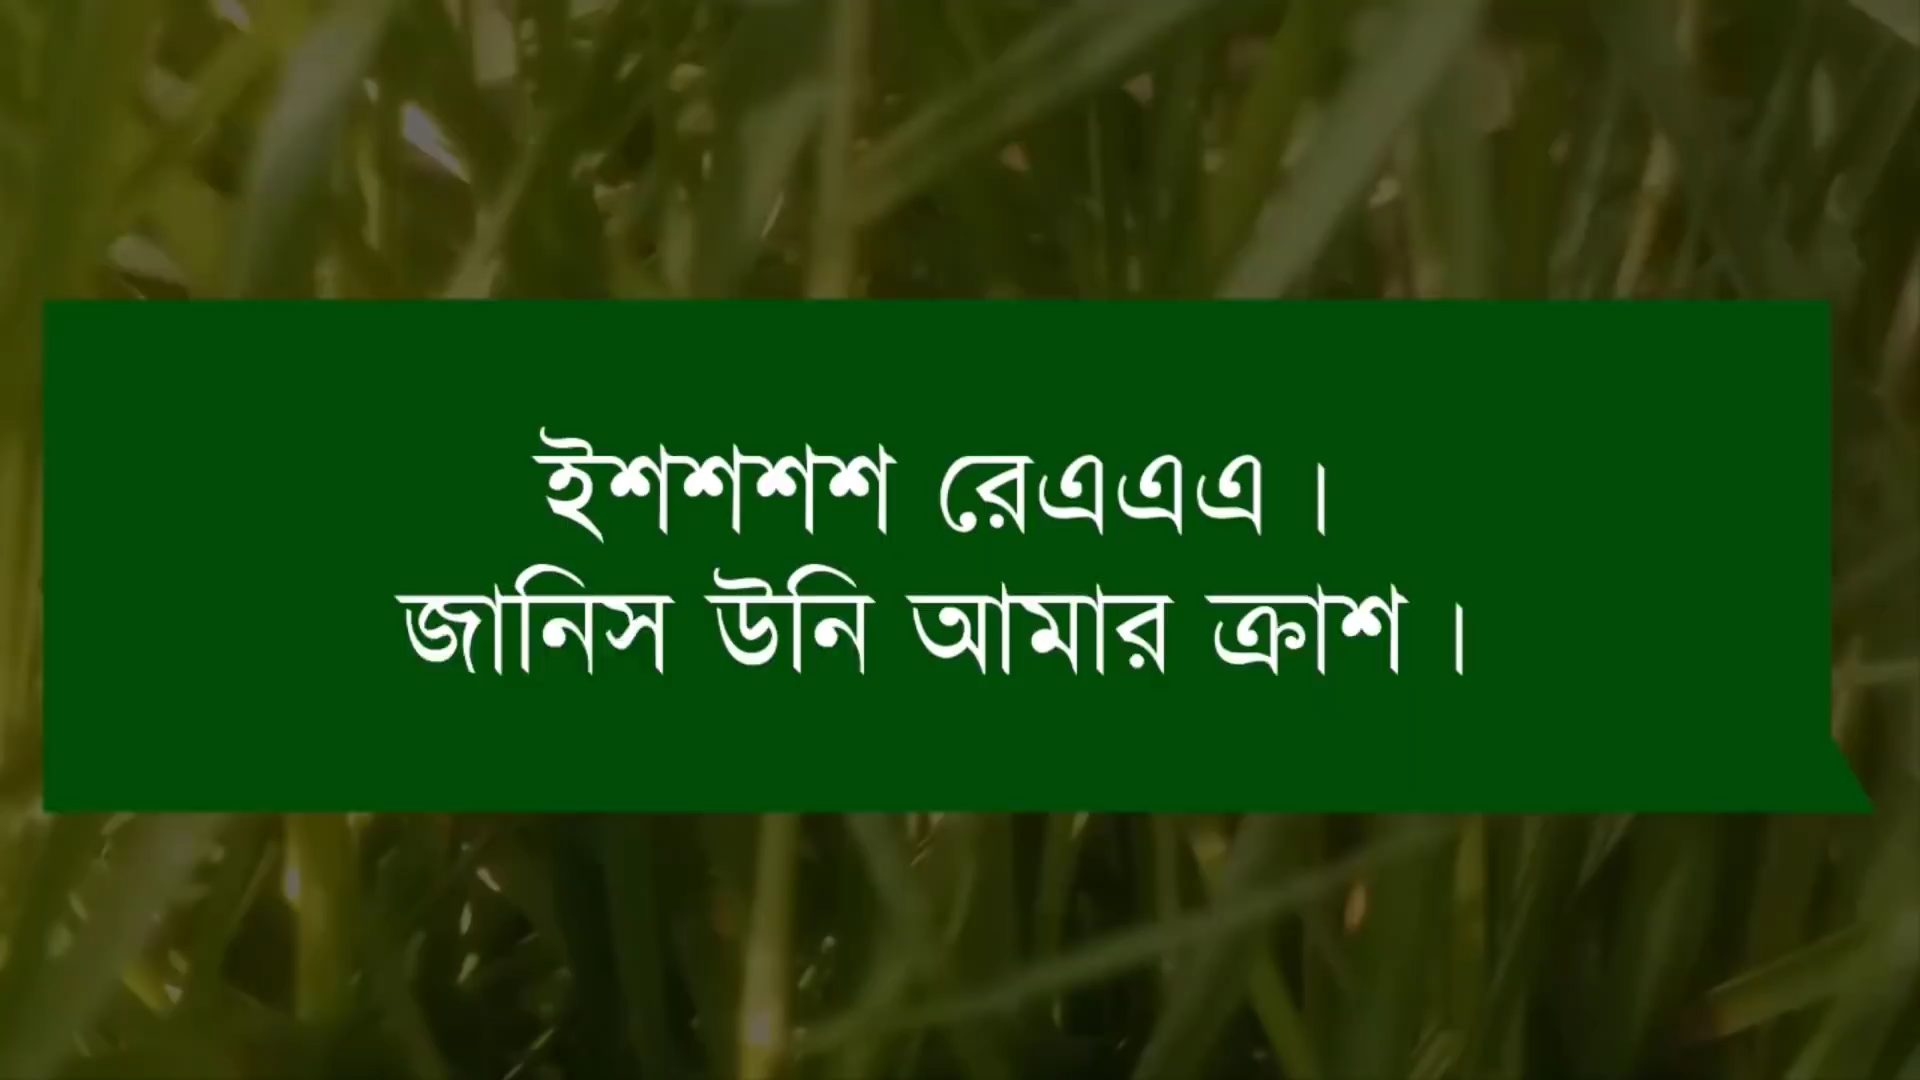 ইশশশশ রেএএএ ।
জানিস উনি আমার ক্রাশ ।